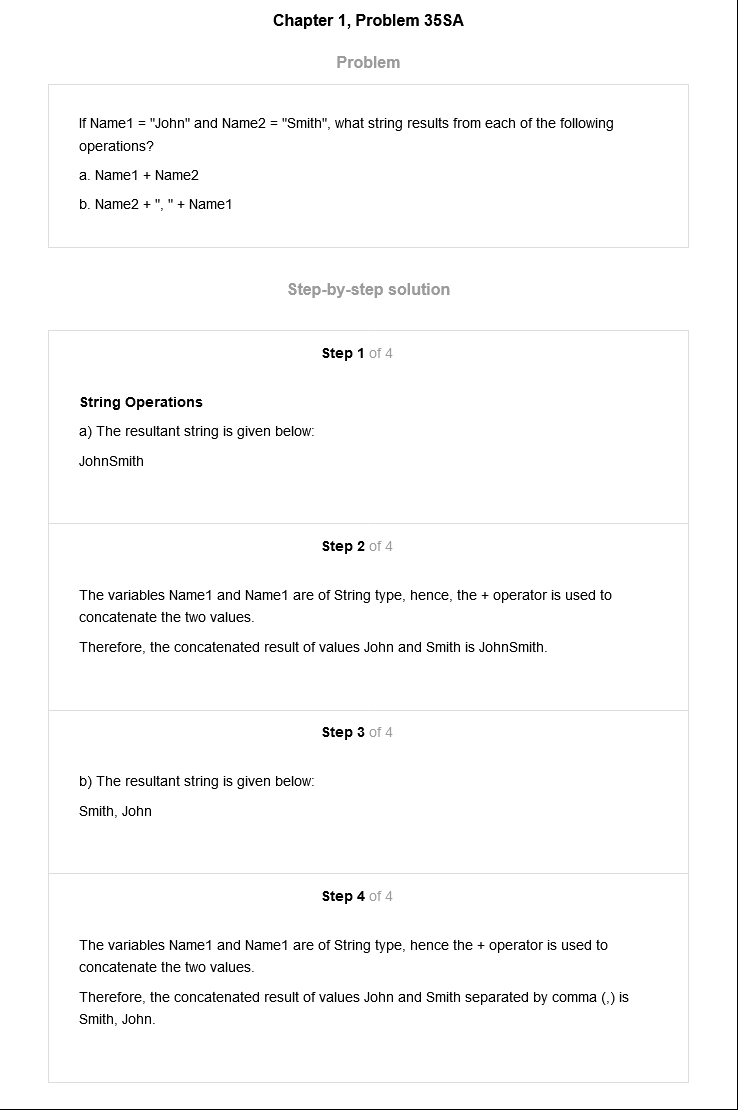 Chapter 1, Problem 35SA
Problem
If Name1 = "John" and Name2 = "Smith", what string results from each of the following
operations?
a. Name1 + Name2
b. Name2 + ", " + Name1
Step-by-step solution
Step 1 of 4
String Operations
a) The resultant string is given below:
JohnSmith
Step 2 of 4
The variables Name1 and Name1 are of String type, hence, the + operator is used to
concatenate the two values.
Therefore, the concatenated result of values John and Smith is JohnSmith.
Step 3 of 4
b) The resultant string is given below:
Smith, John
Step 4 of 4
The variables Name1 and Name1 are of String type, hence the + operator is used to
concatenate the two values.
Therefore, the concatenated result of values John and Smith separated by comma (,) is
Smith, John.